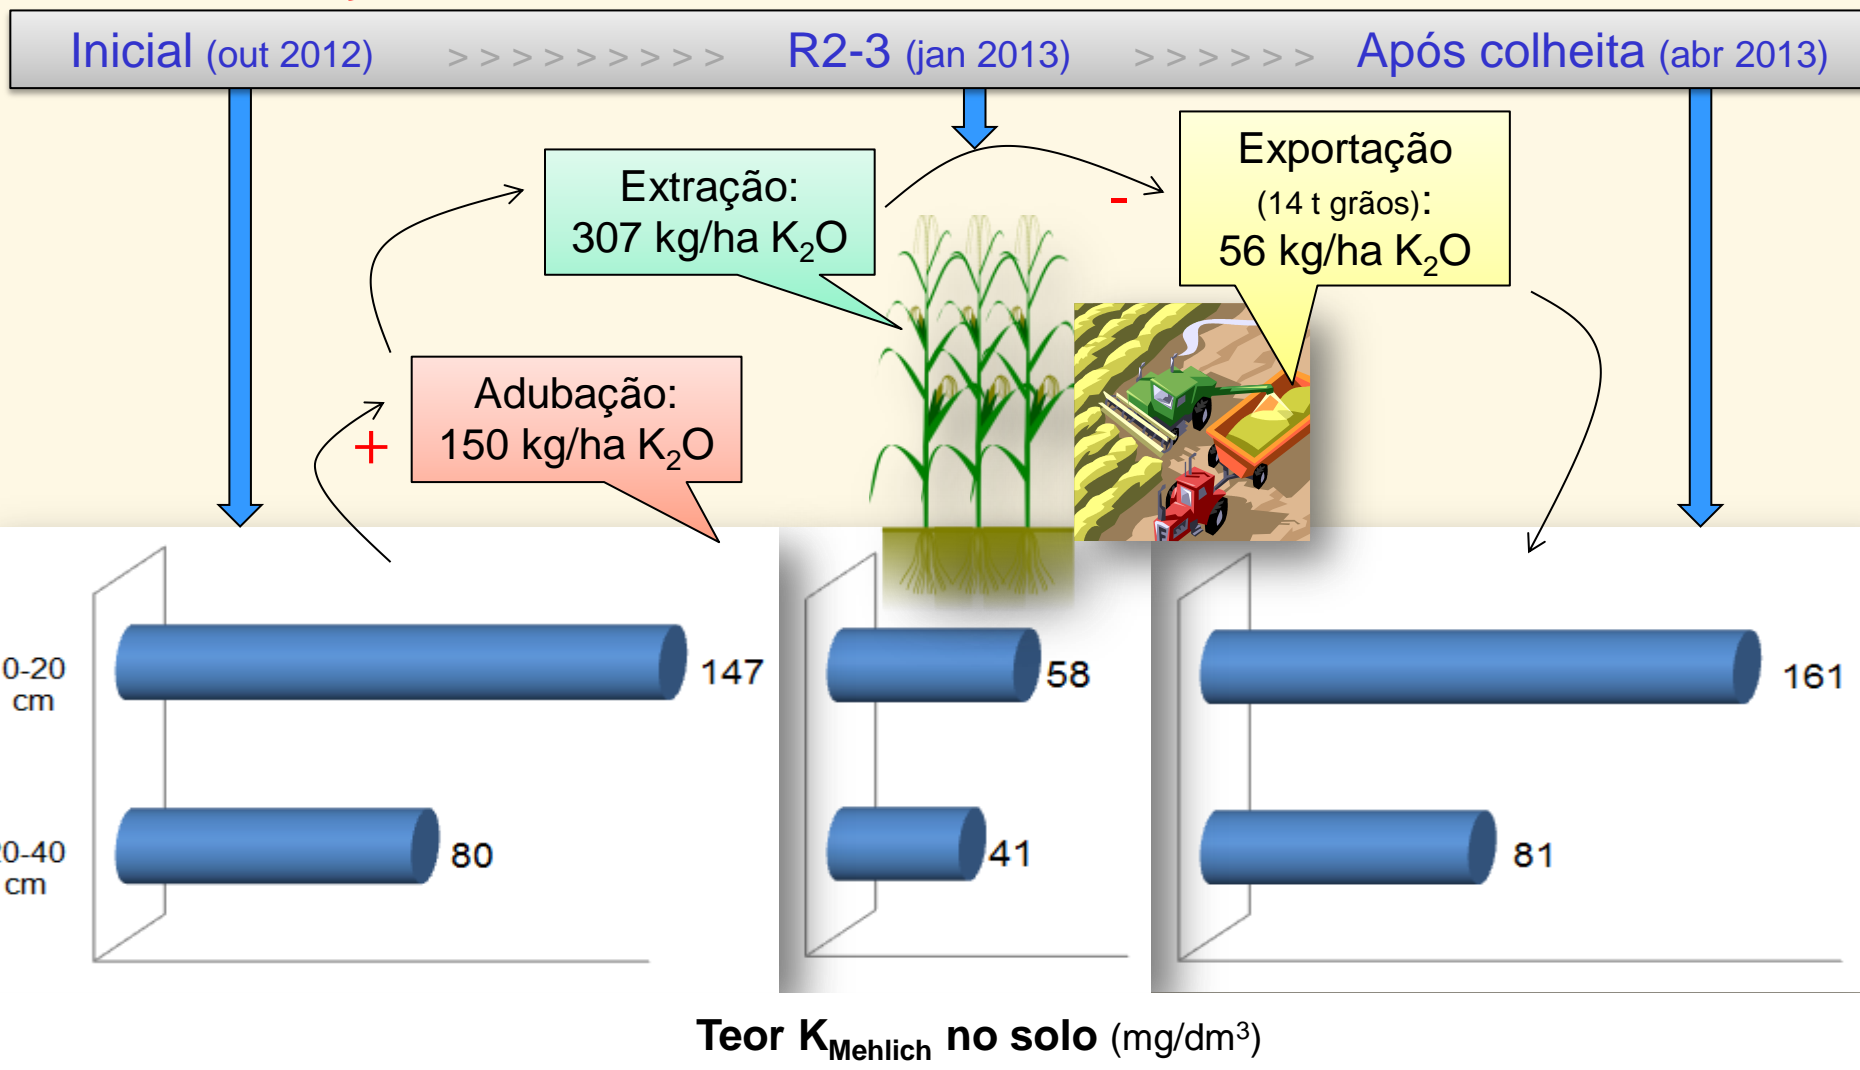 Inicial (out 2012) > > > > > > > > > R2-3 (jan 2013) > > > > > > Após colheita (abr 2013)
Extração:
307 kg/ha K₂O
-
Exportação
(14 t grãos):
56 kg/ha K₂O
+
Adubação:
150 kg/ha K₂O
0-20
cm
147
58
161
20-40
cm
80
41
81
Teor K_Mehlich no solo (mg/dm³)